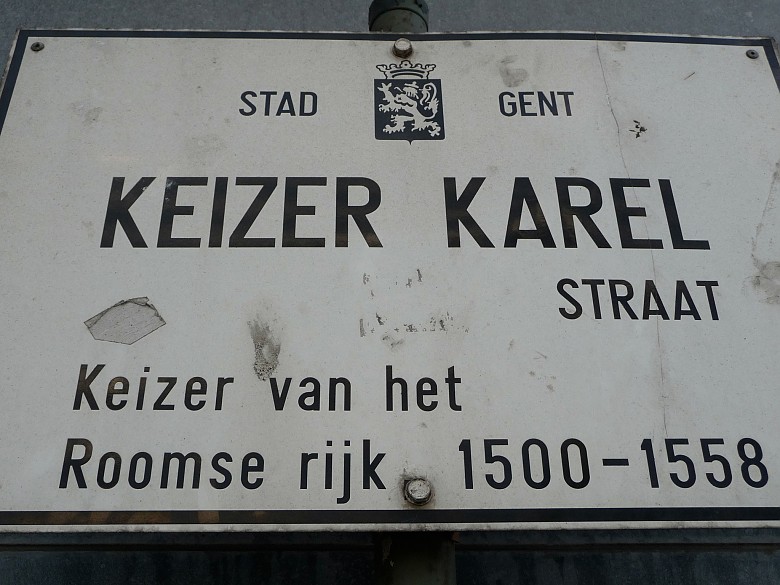 STAD GENT
KEIZER KAREL
STRAAT
Keizer van het
Roomse rijk 1500-1558